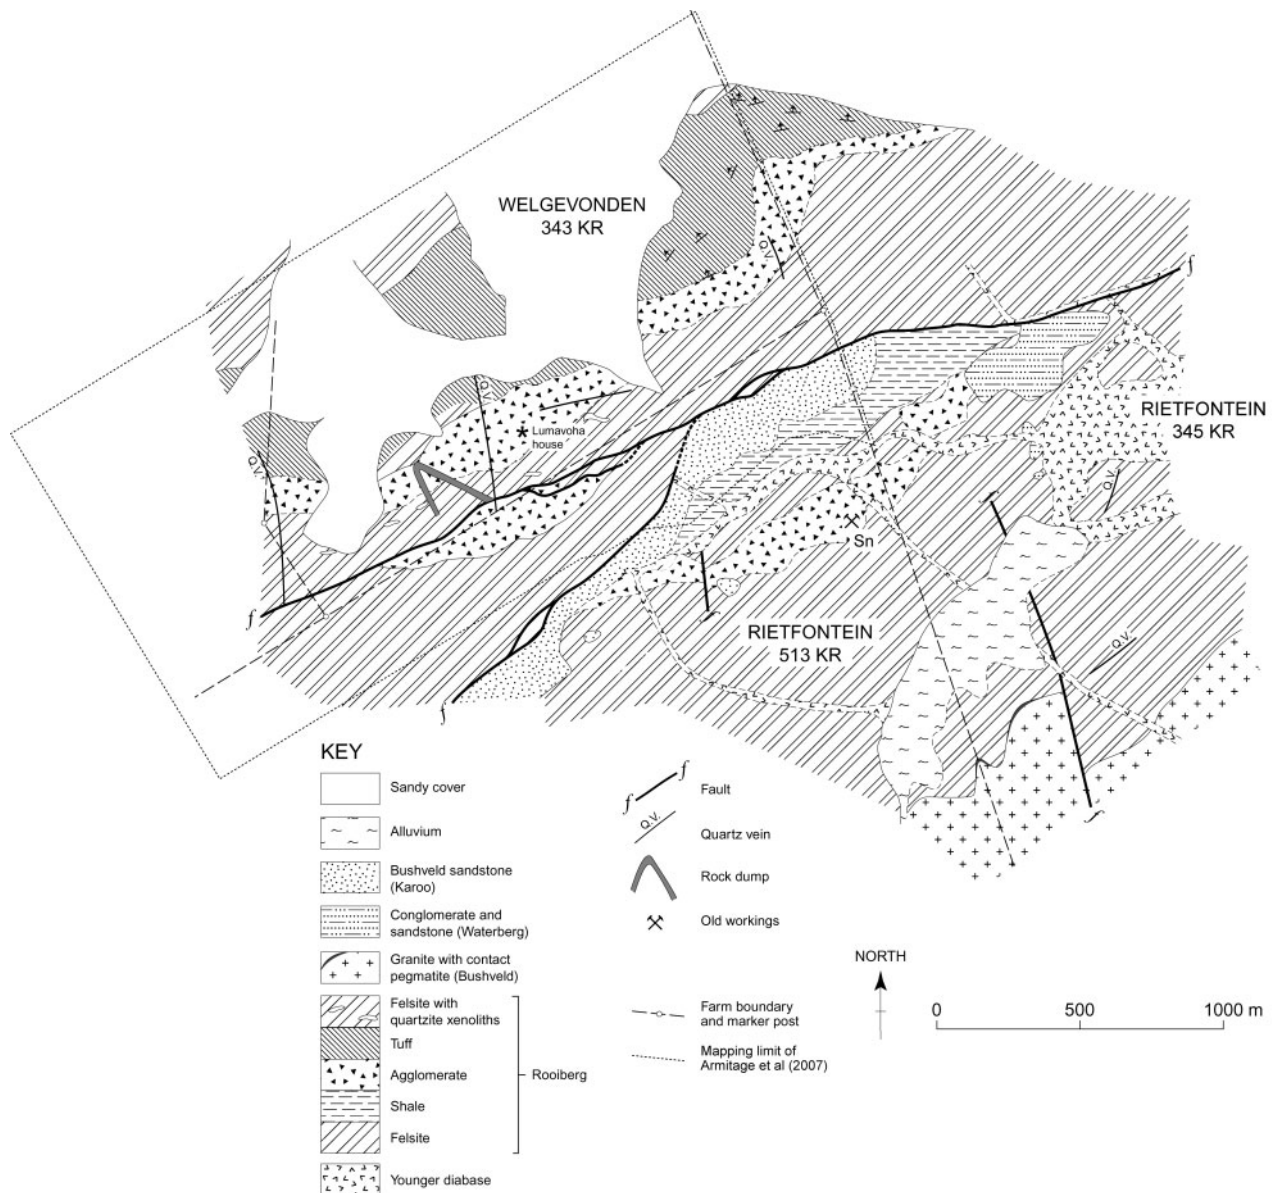 WELGEVONDEN
343 KR
Q.V.
f
RIETFONTEIN
345 KR
Q.V.
Lumavoha
house
Q.V.
Q.V.
Sn
f
f
f
RIETFONTEIN
513 KR
Q.V.
f
f
f
KEY
Sandy cover
Alluvium
Bushveld sandstone
(Karoo)
Conglomerate and
sandstone (Waterberg)
Granite with contact
pegmatite (Bushveld)
Felsite with
quartzite xenoliths
Tuff
Agglomerate
Rooiberg
Shale
Felsite
Younger diabase
f
f
Fault
Q.V.
Quartz vein
Rock dump
Old workings
Farm boundary
and marker post
Mapping limit of
Armitage et al (2007)
NORTH
0 500 1000 m